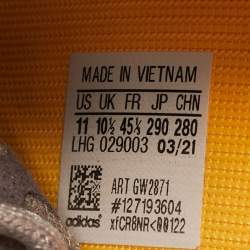 MADE IN VIETNAM
US UK FR JP CHN
11 10½ 45⅓ 290 280
LHG 029003 03/21
ART GW2871
#127193604
adidas xfCR8NR<00122